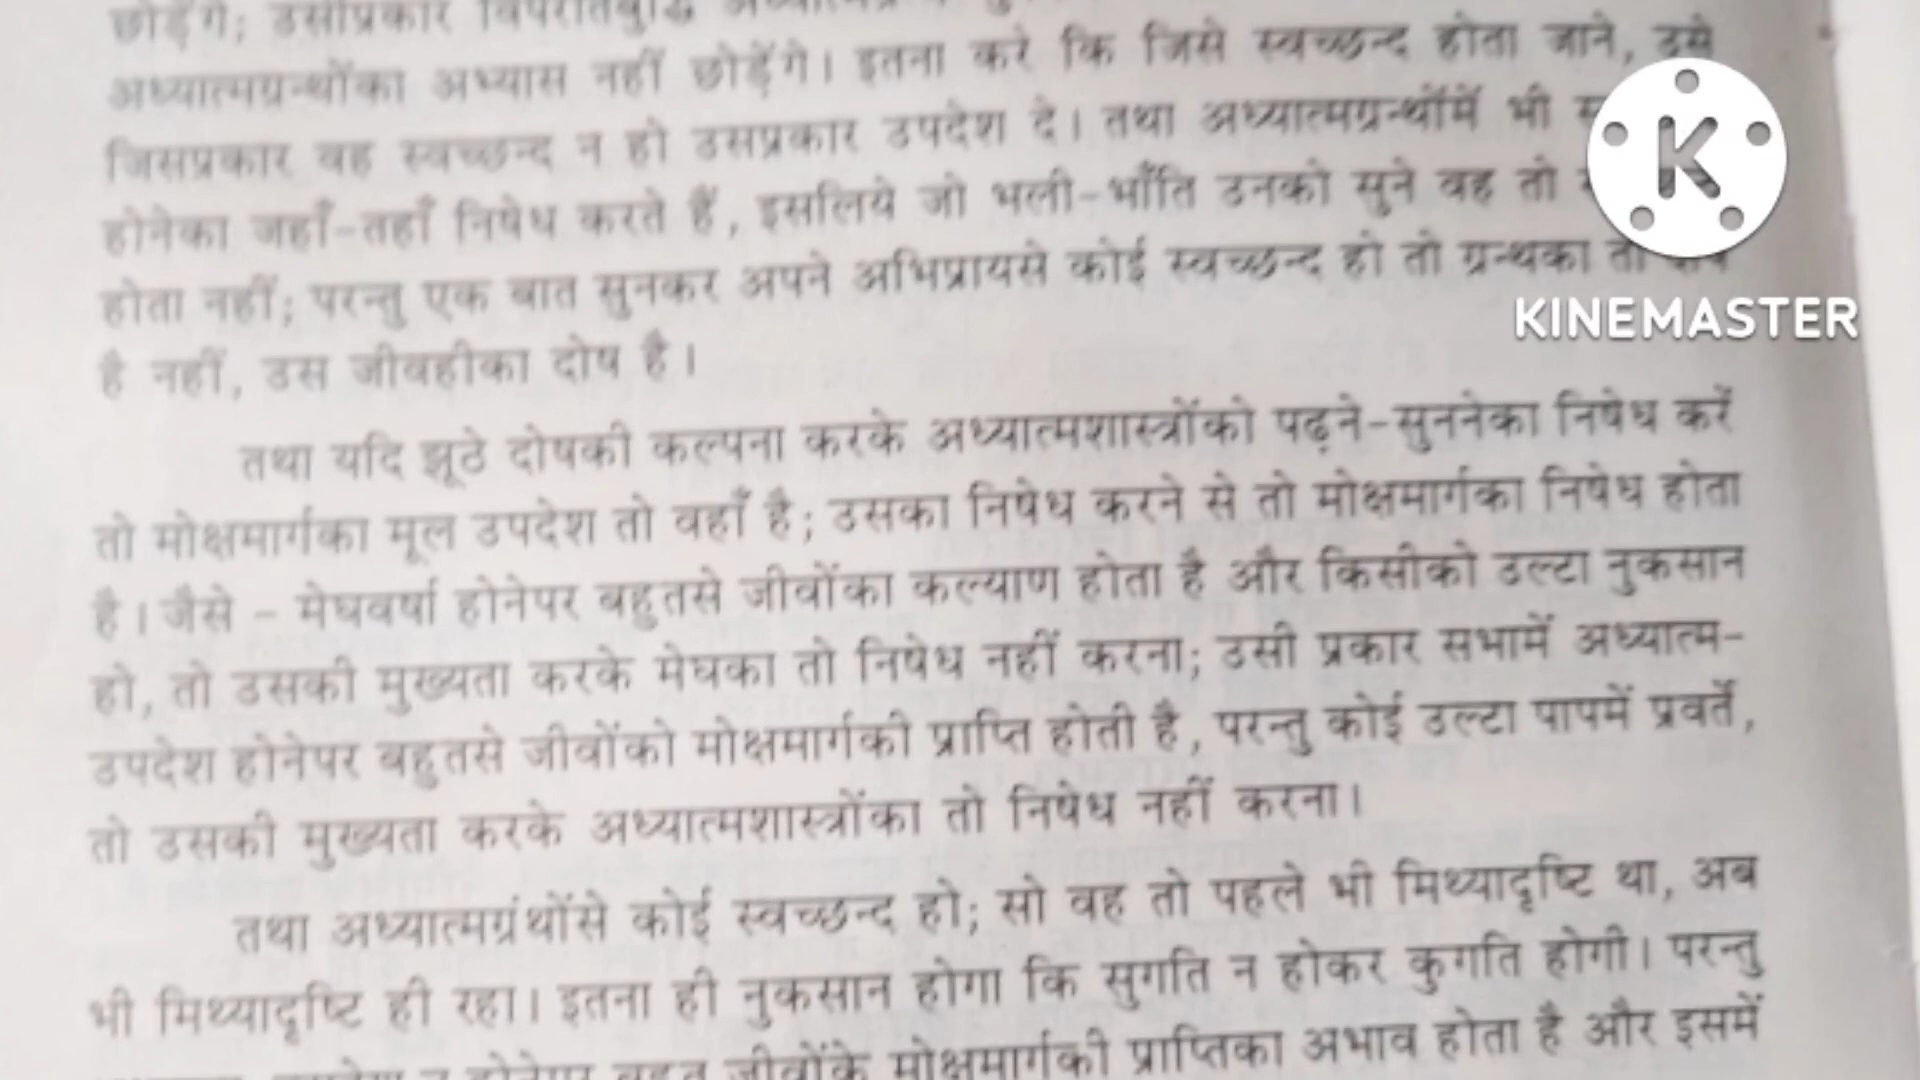 छोड़ेंगे; उसीप्रकार विपरीतबुद्धि
अध्यात्मग्रन्थोंका अभ्यास नहीं छोड़ेंगे। इतना करे कि जिसे स्वच्छन्द होता जाने, उसे
जिसप्रकार वह स्वच्छन्द न हो उसप्रकार उपदेश दे। तथा अध्यात्मग्रन्थोंमें भी
होनेका जहाँ-तहाँ निषेध करते हैं, इसलिये जो भली-भाँति उनको सुने वह तो
होता नहीं; परन्तु एक बात सुनकर अपने अभिप्रायसे कोई स्वच्छन्द हो तो ग्रन्थका तो
है नहीं, उस जीवहीका दोष है।
तथा यदि झूठे दोषकी कल्पना करके अध्यात्मशास्त्रोंको पढ़ने-सुननेका निषेध करें
तो मोक्षमार्गका मूल उपदेश तो वहाँ है; उसका निषेध करने से तो मोक्षमार्गका निषेध होता
है। जैसे - मेघवर्षा होनेपर बहुतसे जीवोंका कल्याण होता है और किसीको उल्टा नुकसान
हो, तो उसकी मुख्यता करके मेघका तो निषेध नहीं करना; उसी प्रकार सभामें अध्यात्म-
उपदेश होनेपर बहुतसे जीवोंको मोक्षमार्गकी प्राप्ति होती है, परन्तु कोई उल्टा पापमें प्रवर्ते,
तो उसकी मुख्यता करके अध्यात्मशास्त्रोंका तो निषेध नहीं करना।
तथा अध्यात्मग्रंथोंसे कोई स्वच्छन्द हो; सो वह तो पहले भी मिथ्यादृष्टि था, अब
भी मिथ्यादृष्टि ही रहा। इतना ही नुकसान होगा कि सुगति न होकर कुगति होगी। परन्तु
न होनेपर बहुत जीवोंके मोक्षमार्गकी प्राप्तिका अभाव होता है और इसमें
K
KINEMASTER